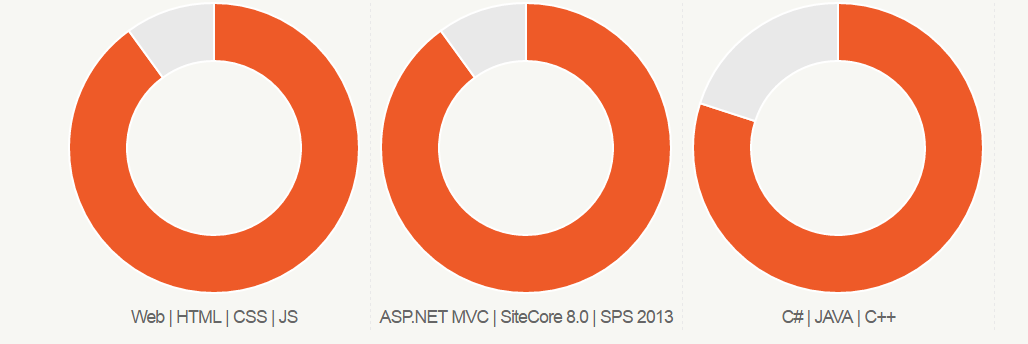 Web | HTML | CSS | JS
ASP.NET MVC | SiteCore 8.0 | SPS 2013
C# | JAVA | C++